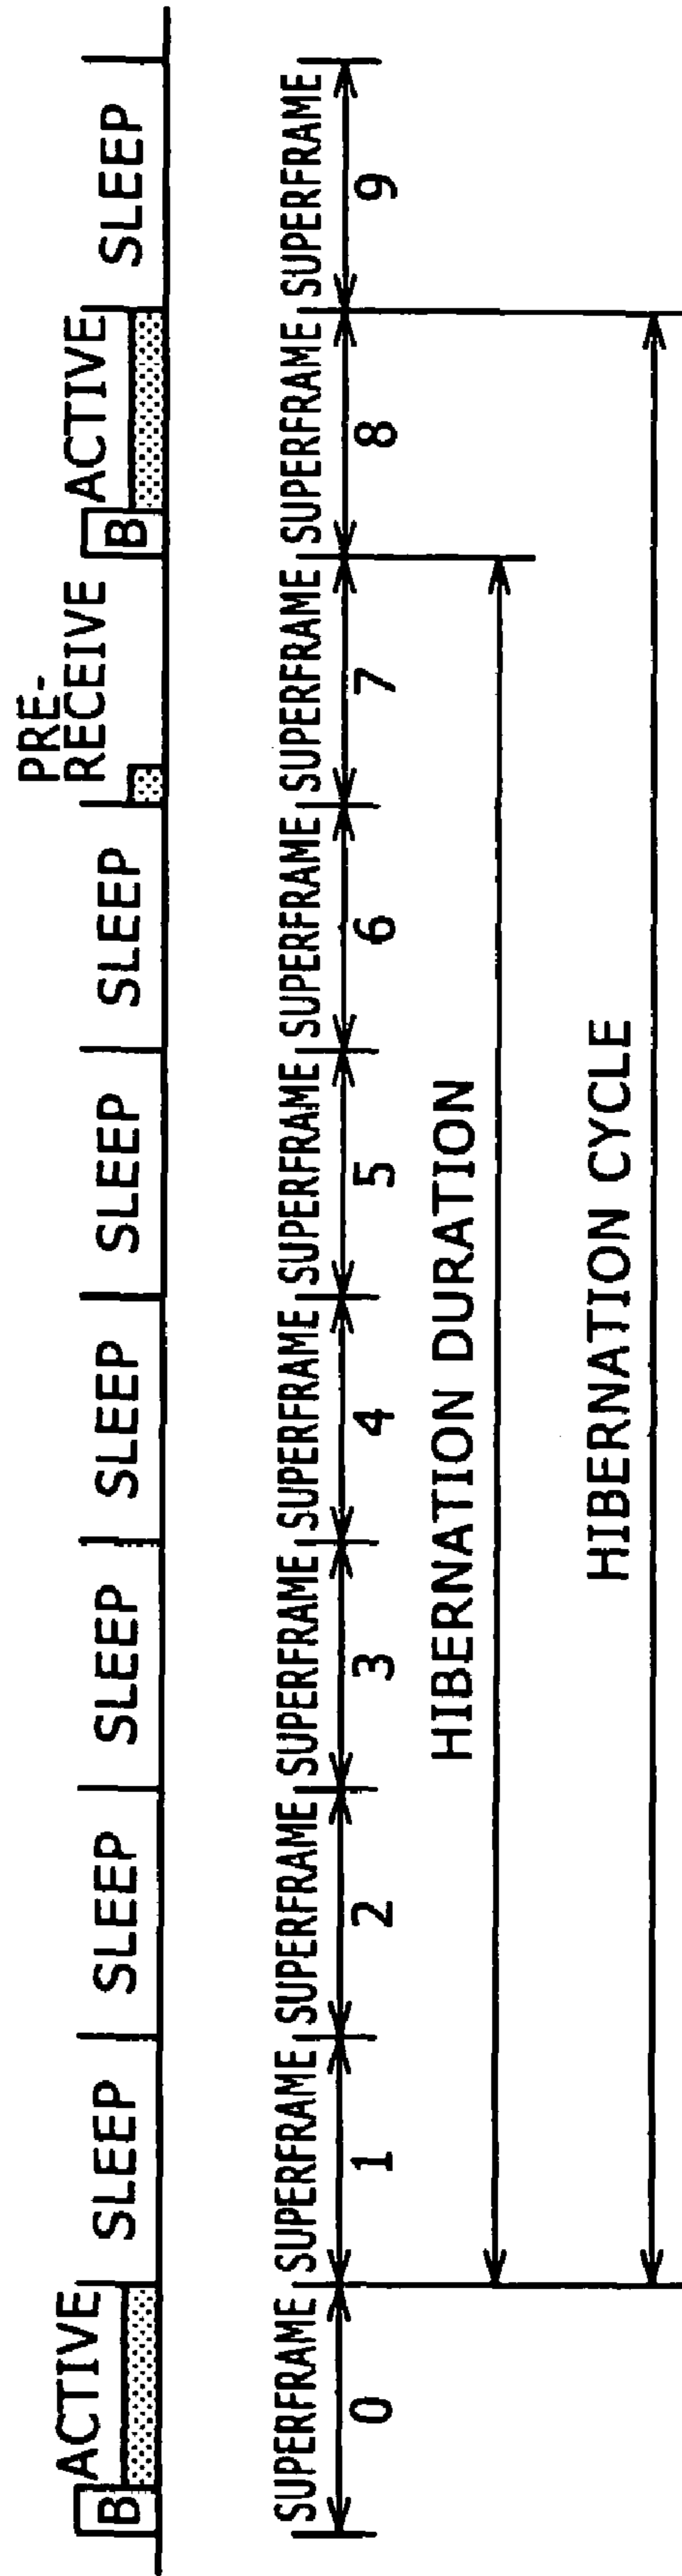 B
ACTIVE
SLEEP
SLEEP
SLEEP
SLEEP
SLEEP
SLEEP
PRE-
RECEIVE
B
ACTIVE
SLEEP
SUPERFRAME
0
SUPERFRAME
1
SUPERFRAME
2
SUPERFRAME
3
SUPERFRAME
4
SUPERFRAME
5
SUPERFRAME
6
SUPERFRAME
7
SUPERFRAME
8
SUPERFRAME
9
HIBERNATION DURATION
HIBERNATION CYCLE